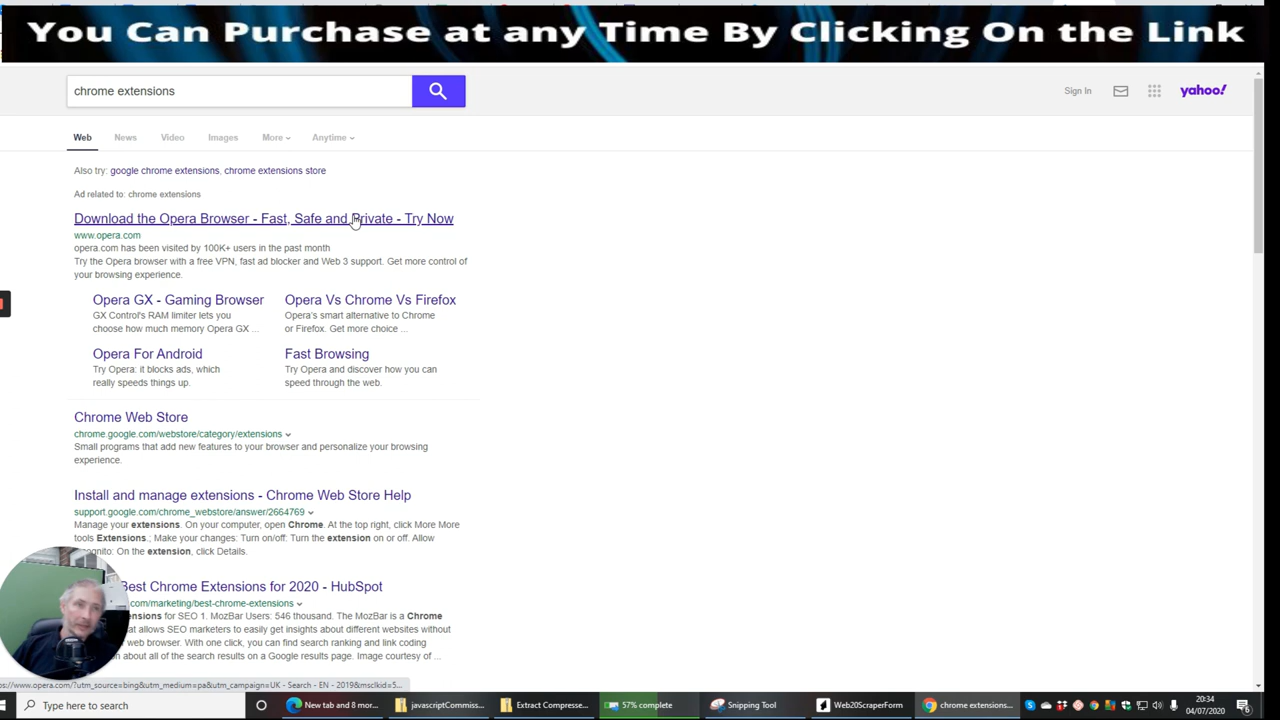 You Can Purchase at any Time By Clicking On the Link
chrome extensions
Sign In
yahoo!
Web News Video Images More Anytime
Also try: google chrome extensions, chrome extensions store
Ad related to: chrome extensions
Download the Opera Browser - Fast, Safe and Private - Try Now
www.opera.com
opera.com has been visited by 100K+ users in the past month
Try the Opera browser with a free VPN, fast ad blocker and Web 3 support. Get more control of
your browsing experience.
Opera GX - Gaming Browser
GX Control's RAM limiter lets you
choose how much memory Opera GX ...
Opera Vs Chrome Vs Firefox
Opera's smart alternative to Chrome
or Firefox. Get more choice ...
Opera For Android
Try Opera: it blocks ads, which
really speeds things up.
Fast Browsing
Try Opera and discover how you can
speed through the web.
Chrome Web Store
chrome.google.com/webstore/category/extensions
Small programs that add new features to your browser and personalize your browsing
experience.
Install and manage extensions - Chrome Web Store Help
support.google.com/chrome_webstore/answer/2664769
Manage your extensions. On your computer, open Chrome. At the top right, click More More
tools Extensions.; Make your changes: Turn on/off: Turn the extension on or off. Allow
On the extension, click Details.
Best Chrome Extensions for 2020 - HubSpot
.com/marketing/best-chrome-extensions
for SEO 1. MozBar Users: 546 thousand. The MozBar is a Chrome
that allows SEO marketers to easily get insights about different websites without
web browser. With one click, you can find search ranking and link coding
about all of the search results on a Google results page. Image courtesy of ...
s://www.opera.com/?utm_source=bing&utm_medium=pa&utm_campaign=UK - Search - EN - 2019&msclkid=5...
Type here to search
New tab and 8 mor...
javascriptCommiss...
Extract Compresse...
57% complete
Snipping Tool
Web20ScraperForm
chrome extensions...
20:34
04/07/2020
6